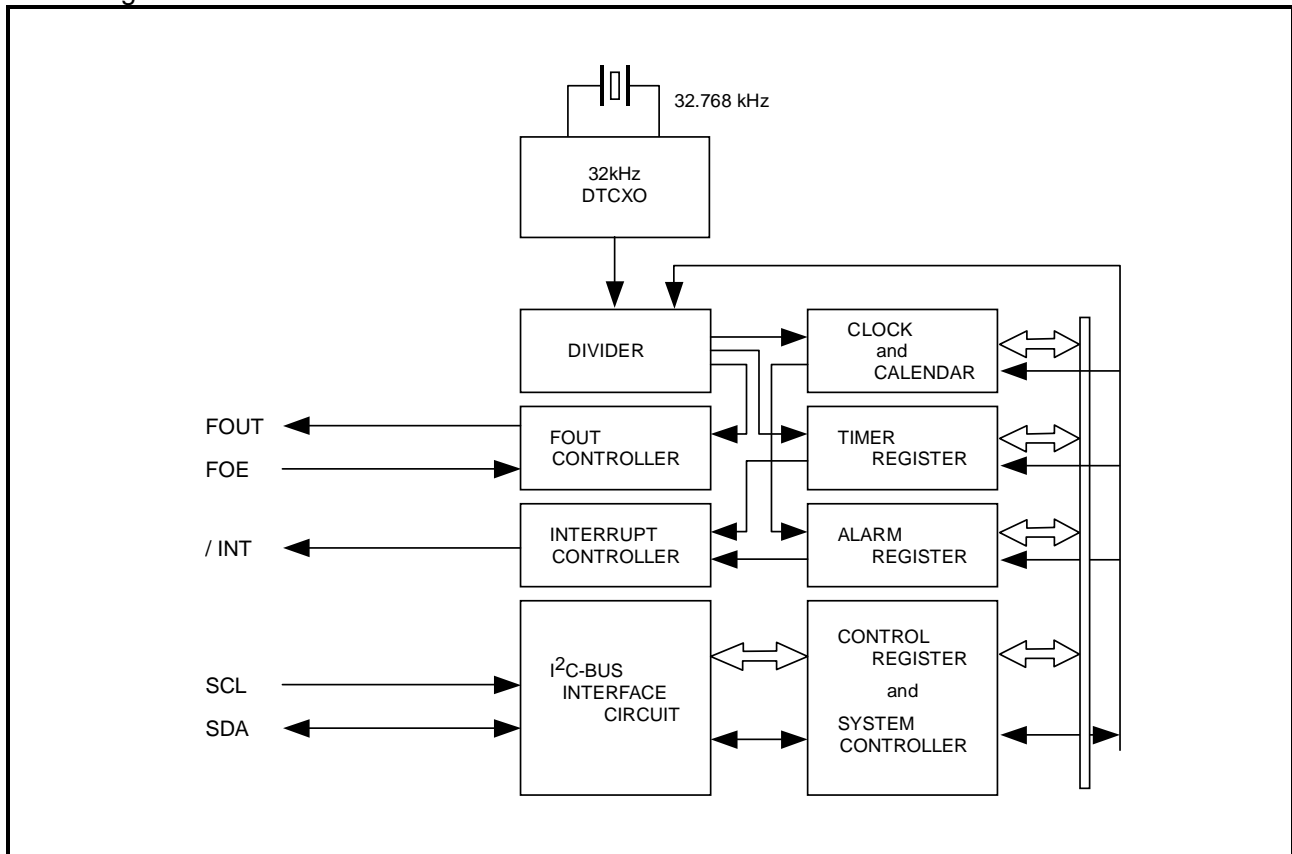 32.768 kHz
32kHz
DTCXO
DIVIDER
CLOCK
and
CALENDAR
FOUT
FOE
FOUT
CONTROLLER
TIMER
REGISTER
/ INT
INTERRUPT
CONTROLLER
ALARM
REGISTER
SCL
SDA
I²C-BUS
INTERFACE
CIRCUIT
CONTROL
REGISTER
and
SYSTEM
CONTROLLER